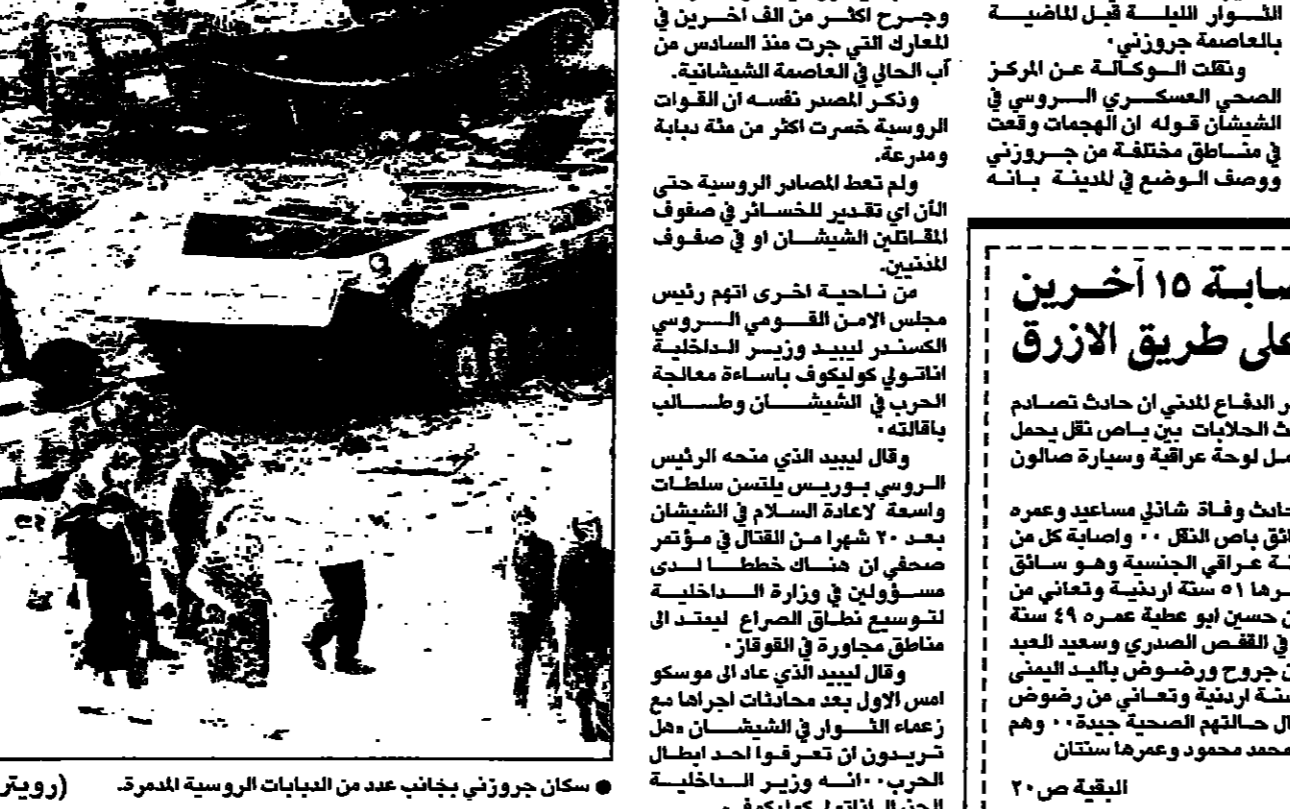 الثوار الليلة قبل الماضية
بالعاصمة جروزني.
ونقلت الوكالة عن المركز
الصحي العسكري الروسي في
الشيشان قوله ان الهجمات وقعت
في مناطق مختلفة من جروزني
ووصف الوضع في المدينة بانه
صابة ١٥ آخرين
على طريق الازرق
ر الدفاع المدني ان حادث تصادم
ث الحلابات بين باص نقل يحمل
مل لوحة عراقية وسيارة صالون
حادث وفاة شاذلي مساعيد وعمره
ائق باص النقل ٠٠ واصابة كل من
نة عراقي الجنسية وهو سائق
رها ٥١ سنة اردنية وتعاني من
ن حسين ابو عطية عمره ٤٩ سنة
في القفص الصدري وسعيد العبد
ن جروح ورضوض باليد اليمنى
سنة اردنية وتعاني من رضوض
ال حالتهم الصحية جيدة ٠٠ وهم
محمد محمود وعمرها سنتان
البقية ص٢٠
وجرح اكثر من الف اخرين في
المعارك التي جرت منذ السادس من
آب الحالي في العاصمة الشيشانية.
وذكر المصدر نفسه ان القوات
الروسية خسرت اكثر من مئة دبابة
ومدرعة.
ولم تعط المصادر الروسية حتى
الآن اي تقدير للخسائر في صفوف
المقاتلين الشيشان او في صفوف
المدنيين.
من ناحية اخرى اتهم رئيس
مجلس الامن القومي الروسي
الكسندر ليبيد وزير الداخلية
اناتولي كوليكوف باساءة معالجة
الحرب في الشيشان وطالب
باقالته.
وقال ليبيد الذي منحه الرئيس
الروسي بوريس يلتسن سلطات
واسعة لاعادة السلام في الشيشان
بعد ٢٠ شهرا من القتال في مؤتمر
صحفي ان هناك خططا لدى
مسؤولين في وزارة الداخلية
لتوسيع نطاق الصراع ليمتد الى
مناطق مجاورة في القوقاز.
وقال ليبيد الذي عاد الى موسكو
امس الاول بعد محادثات اجراها مع
زعماء الثوار في الشيشان «هل
تريدون ان تعرفوا احد ابطال
الحرب ٠٠ انه وزير الداخلية
الجنرال اناتولي كوليكوف».
● سكان جروزني بجانب عدد من الدبابات الروسية المدمرة. (رويتر